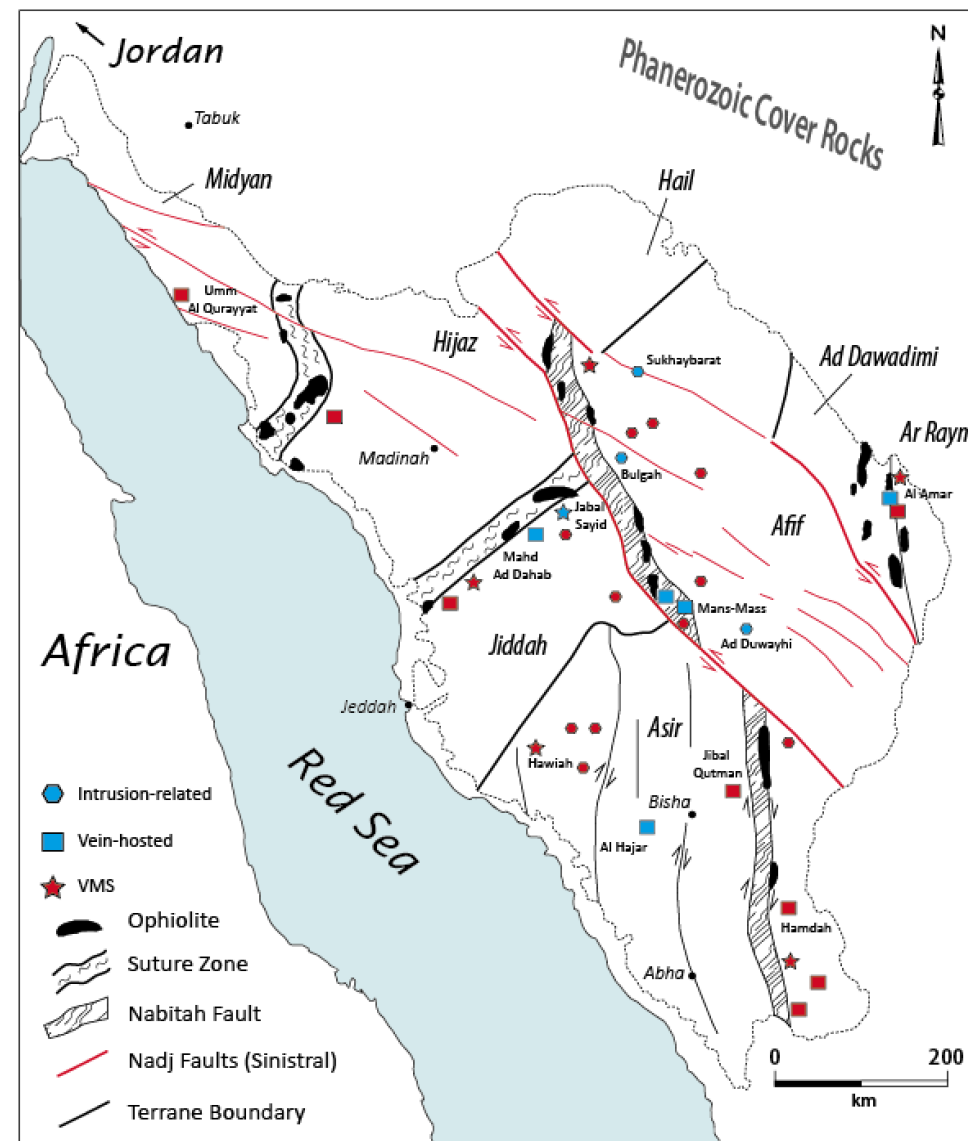 N
Jordan
Phanerozoic Cover Rocks
Tabuk
Midyan
Hail
Umm
Al Qurayyat
Hijaz
Sukhaybarat
Ad Dawadimi
Ar Rayn
Madinah
Bulgah
Al Amar
Jabal
Sayid
Afif
Mahd
Ad Dahab
Mans-Mass
Africa
Jiddah
Ad Duwayhi
Jeddah
Asir
Hawiah
Jibal
Qutman
Red Sea
Bisha
Al Hajar
Intrusion-related
Vein-hosted
VMS
Hamdah
Ophiolite
Suture Zone
Abha
Nabitah Fault
Nadj Faults (Sinistral)
0 200
km
Terrane Boundary